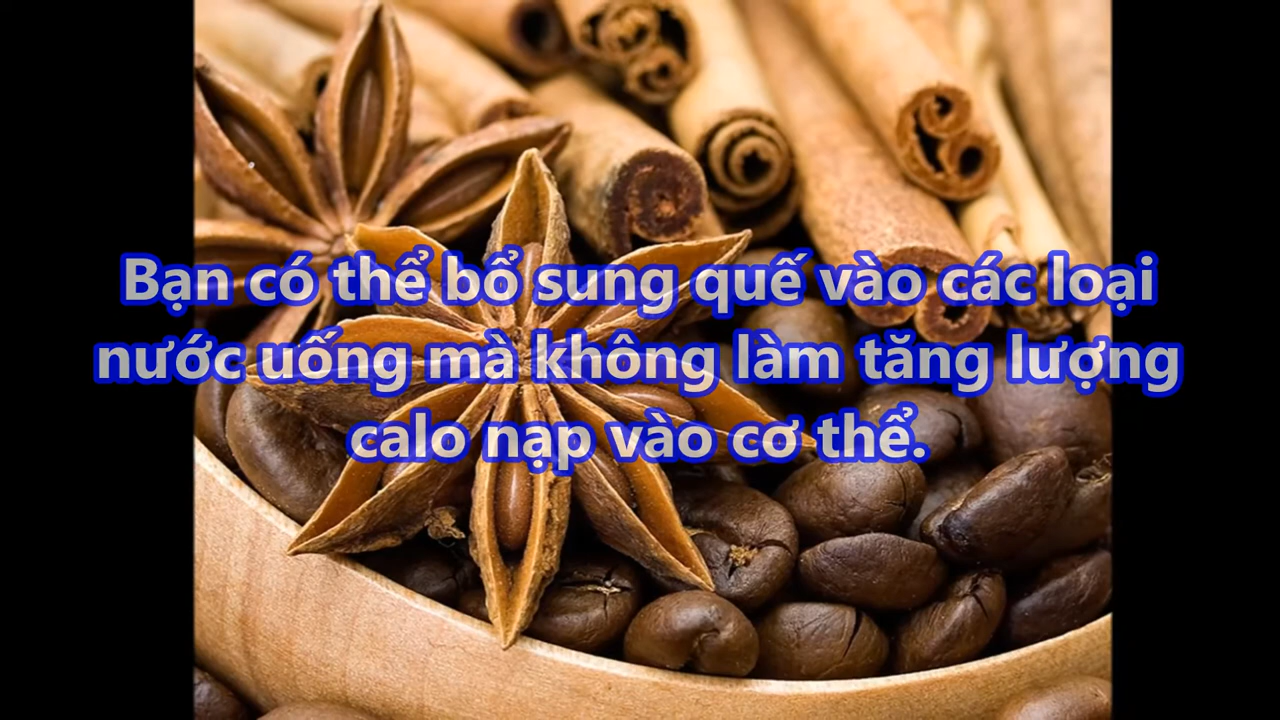 Bạn có thể bổ sung quế vào các loại
nước uống mà không làm tăng lượng
calo nạp vào cơ thể.